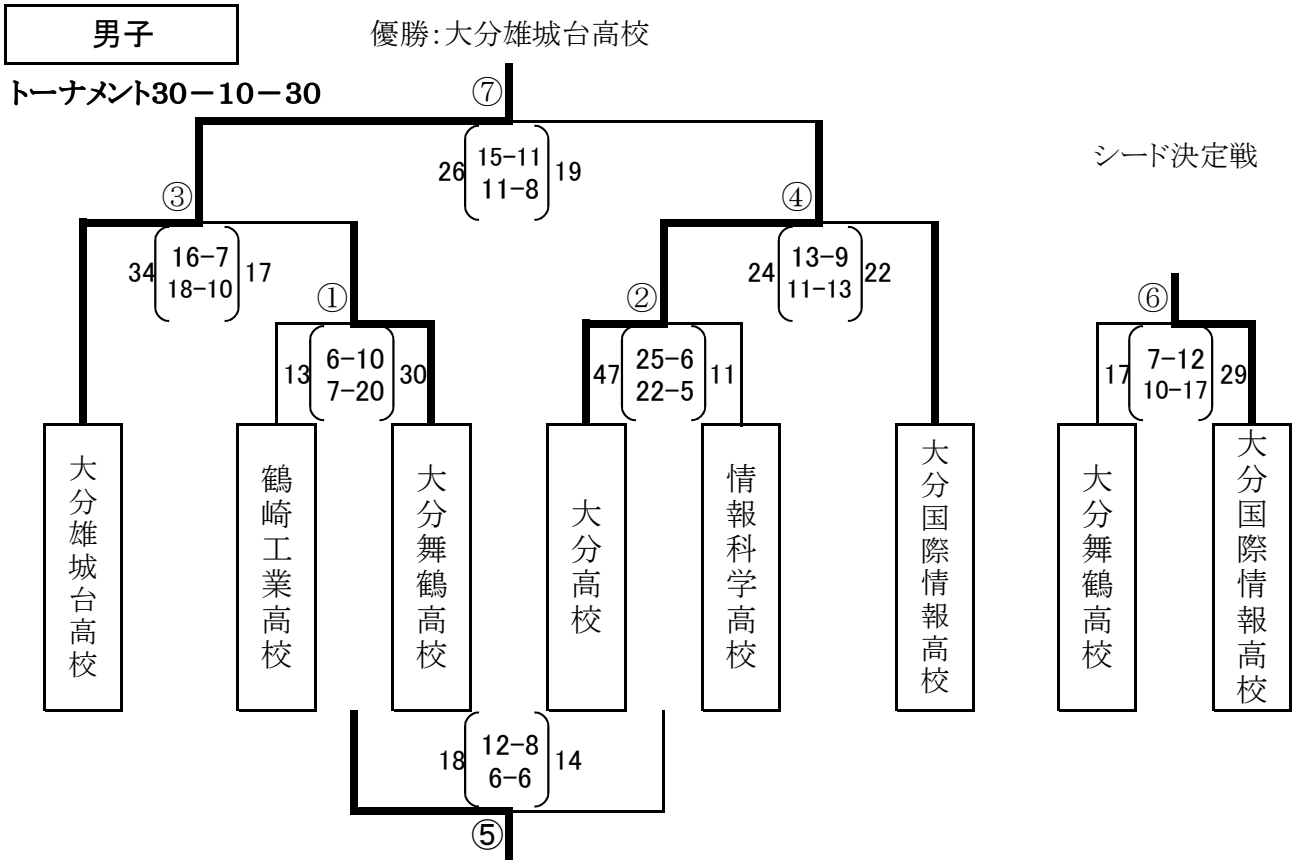 男子
優勝：大分雄城台高校
トーナメント30－10－30
⑦
シード決定戦
26 15-11 19
11-8
③
④
34 16-7 17
18-10
24 13-9 22
11-13
①
②
⑥
13 6-10 30
7-20
47 25-6 11
22-5
17 7-12 29
10-17
大分雄城台高校
鶴崎工業高校
大分舞鶴高校
大分高校
情報科学高校
大分国際情報高校
大分舞鶴高校
大分国際情報高校
18 12-8 14
6-6
⑤